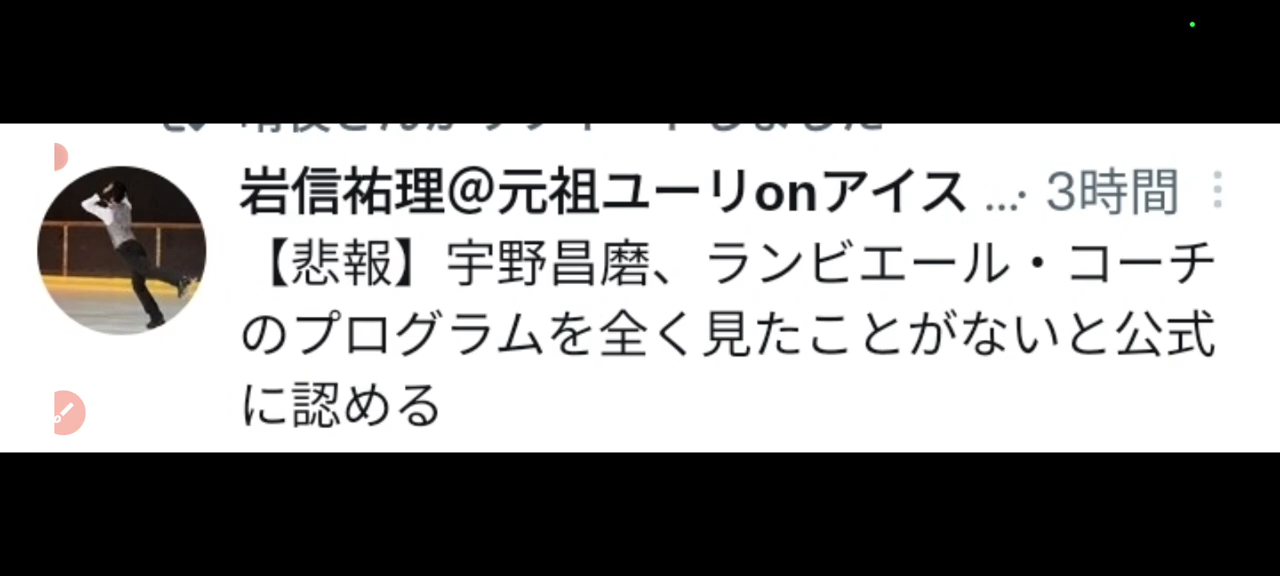 岩信祐理@元祖ユーリonアイス ...· 3時間
【悲報】宇野昌磨、ランビエール・コーチ
のプログラムを全く見たことがないと公式
に認める